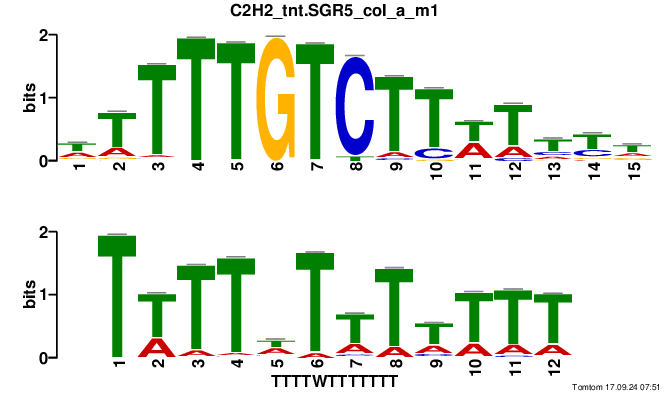 C2H2_tnt.SGR5_col_a_m1
bits
2
1
0
T T T T T G T C T T T T T T T
A A A C A A C C A
1 2 3 4 5 6 7 8 9 10 11 12 13 14 15
bits
2
1
0
T T T T T T T T T T T T
A A A A A A A A A A A
1 2 3 4 5 6 7 8 9 10 11 12
TTTTWTTTTTTT
Tomtom 17.09.24 07:51